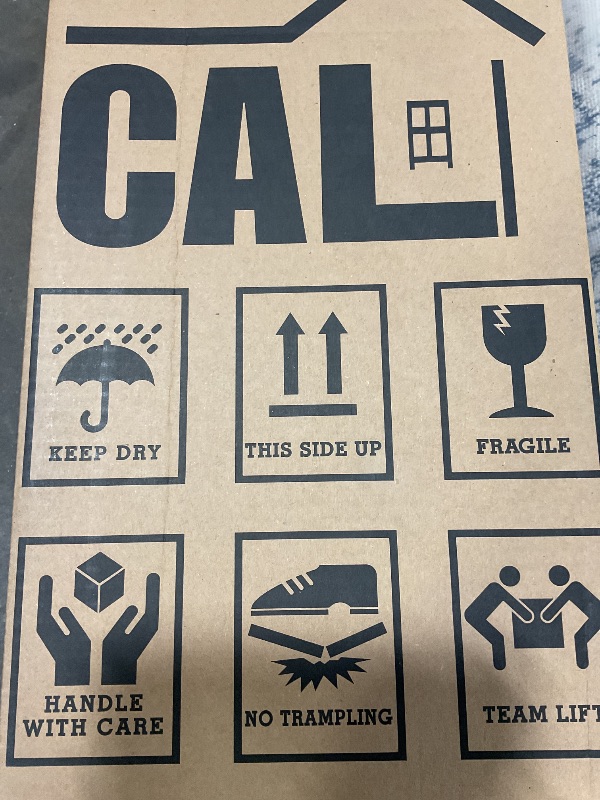 CAL
KEEP DRY
THIS SIDE UP
FRAGILE
HANDLE
WITH CARE
NO TRAMPLING
TEAM LIFT